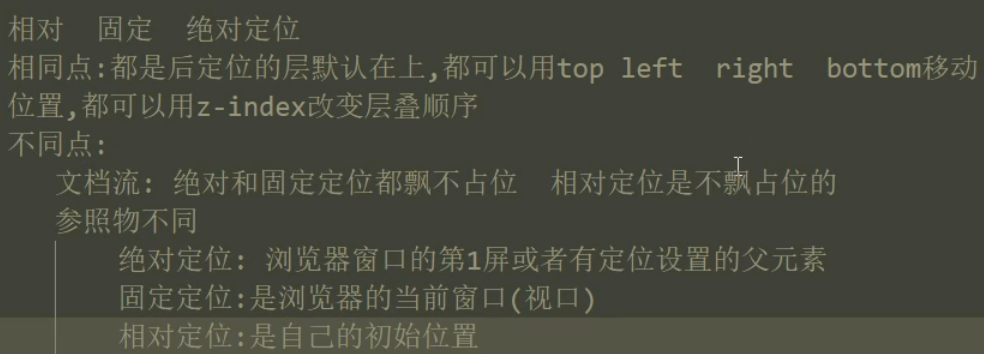 相对  固定  绝对定位
相同点:都是后定位的层默认在上,都可以用top left  right  bottom移动
位置,都可以用z-index改变层叠顺序
不同点:
文档流: 绝对和固定定位都飘不占位  相对定位是不飘占位的
参照物不同
绝对定位: 浏览器窗口的第1屏或者有定位设置的父元素
固定定位:是浏览器的当前窗口(视口)
相对定位:是自己的初始位置